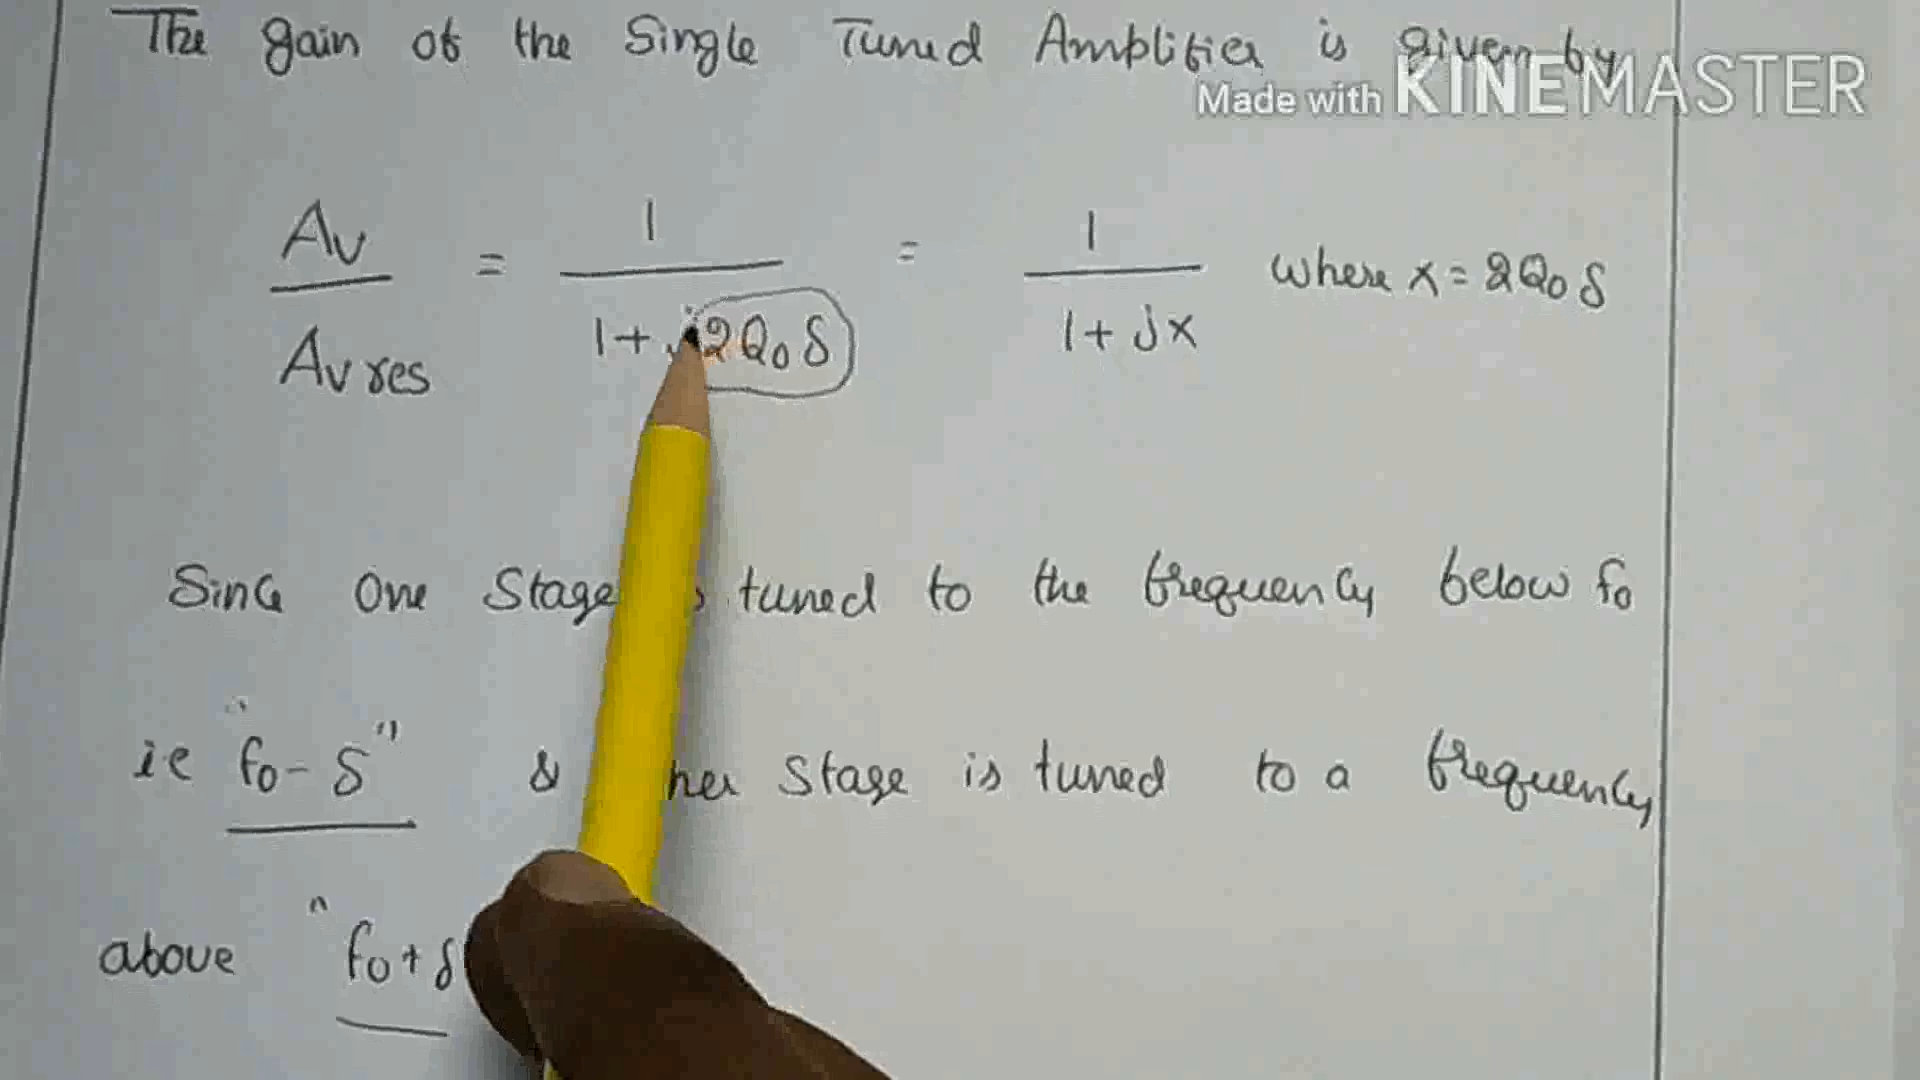 The gain of the Single Tuned Amplifier is given by
Made with KINEMASTER
Av / Av res = 1 / 1 + j2Q0 δ = 1 / 1 + jx where x = 2Q0 δ
Since One Stage tuned to the frequency below f0
ie "f0 - δ" & Stage is tuned to a frequency
above "f0 + δ